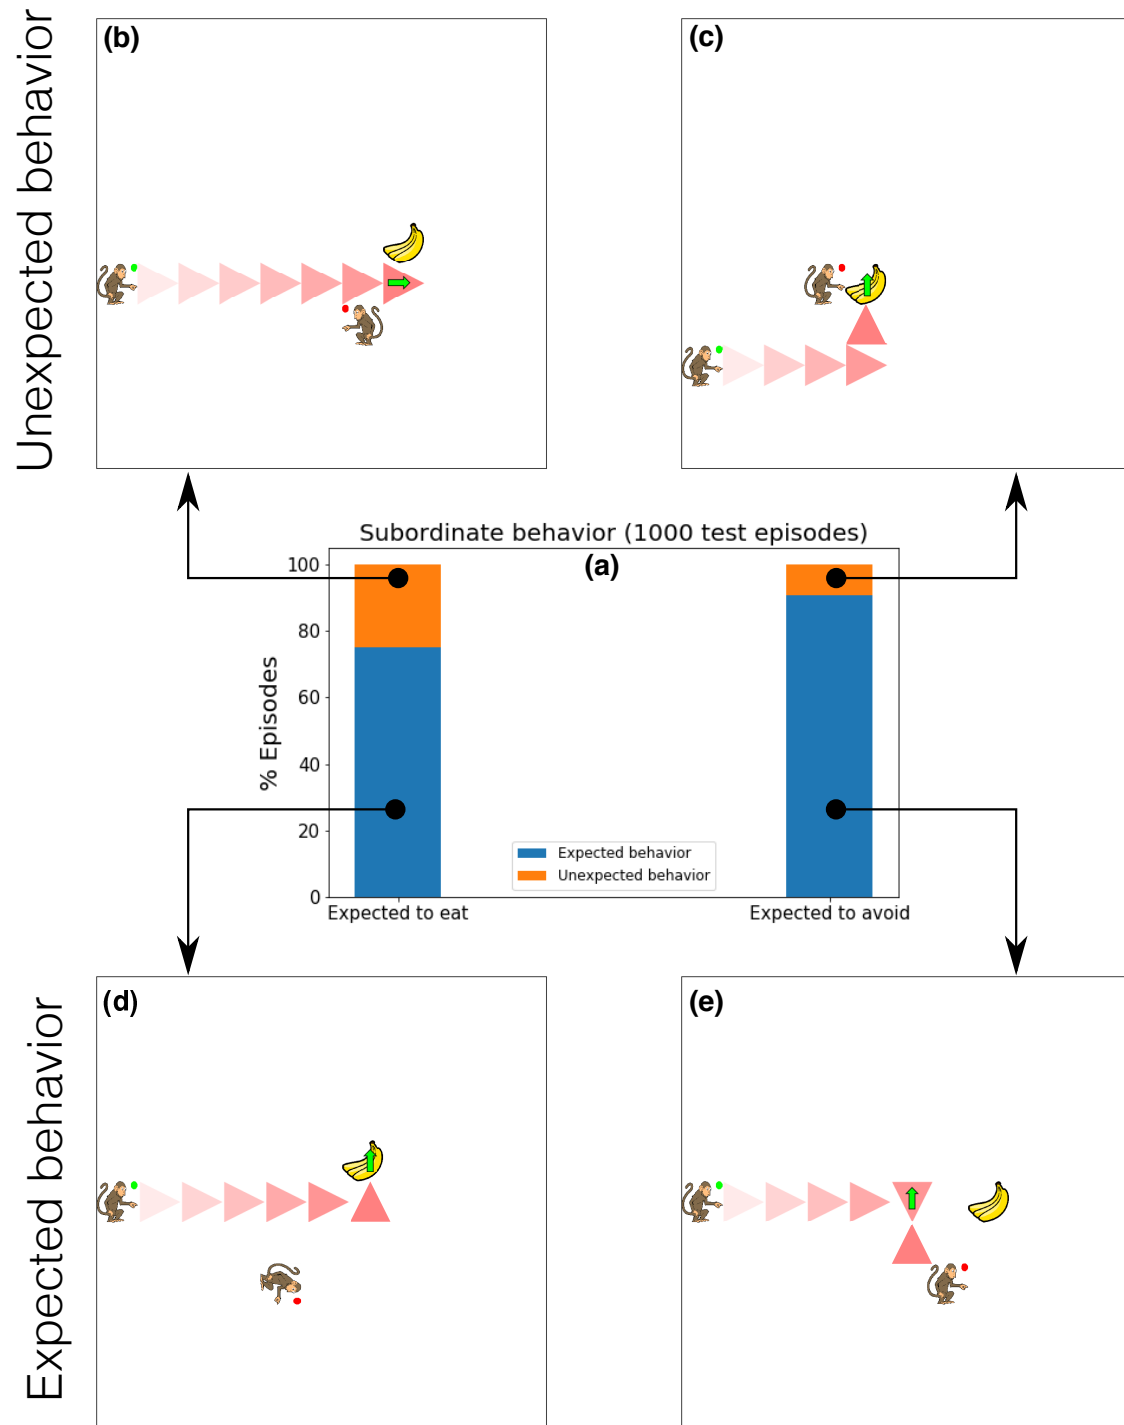 Unexpected behavior
(b)
(c)
Subordinate behavior (1000 test episodes)
(a)
% Episodes
100
80
60
40
20
0
Expected behavior
Unexpected behavior
Expected to eat
Expected to avoid
Expected behavior
(d)
(e)